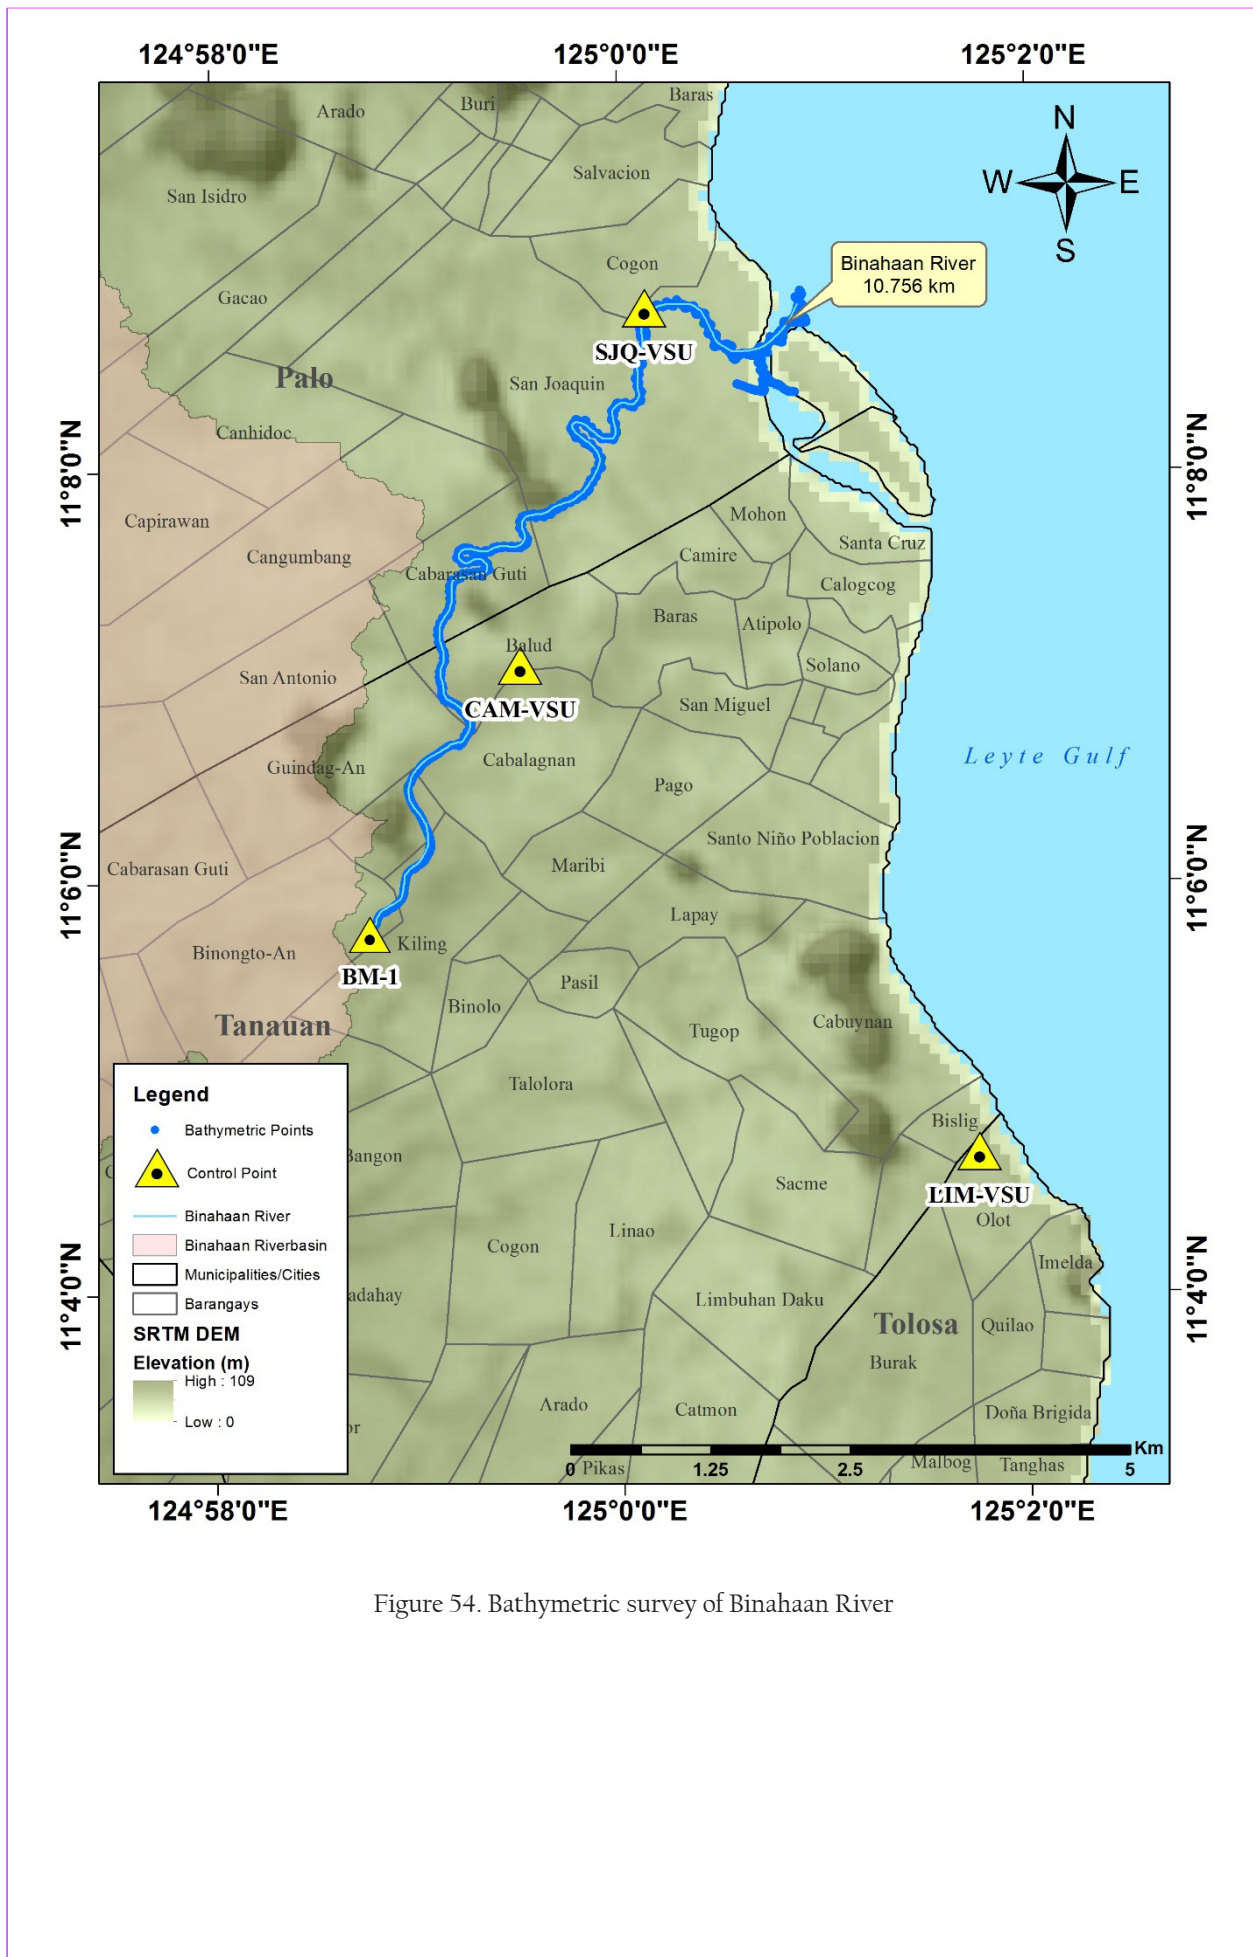 124°58'0"E
125°0'0"E
125°2'0"E
Baras
Buri
Arado
N
Salvacion
W
E
San Isidro
S
Cogon
Binahaan River
10.756 km
Gacao
SJQ-VSU
Palo
San Joaquin
Canhidoc
11°8'0"N
11°8'0"N
Capirawan
Mohon
Santa Cruz
Cangumbang
Camire
Cabarasan Guti
Calogcog
Baras
Atipolo
Balud
Solano
San Antonio
CAM-VSU
San Miguel
Leyte Gulf
Cabalagnan
Guindag-An
Pago
Santo Niño Poblacion
11°6'0"N
11°6'0"N
Cabarasan Guti
Maribi
Lapay
Kiling
Binongto-An
BM-1
Pasil
Binolo
Tanauan
Tugop
Cabuynan
Talolora
Legend
Bathymetric Points
Control Point
Binahaan River
Binahaan Riverbasin
Municipalities/Cities
Barangays
SRTM DEM
Elevation (m)
High : 109
Low : 0
Bislig
Bangon
Sacme
LIM-VSU
Olot
Linao
Cogon
Imelda
adahay
Limbuhan Daku
11°4'0"N
11°4'0"N
Tolosa
Quilao
Burak
Arado
Catmon
Doña Brigida
or
Km
Malbog
Tanghas
Pikas
0
1.25
2.5
5
124°58'0"E
125°0'0"E
125°2'0"E
Figure 54. Bathymetric survey of Binahaan River